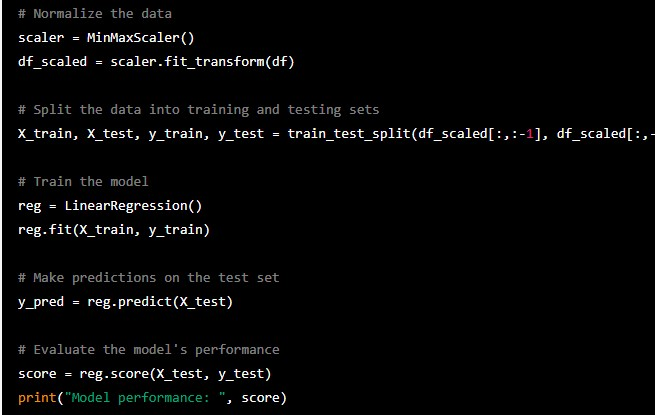 # Normalize the data
scaler = MinMaxScaler()
df_scaled = scaler.fit_transform(df)
# Split the data into training and testing sets
X_train, X_test, y_train, y_test = train_test_split(df_scaled[:,:-1], df_scaled[:,-
# Train the model
reg = LinearRegression()
reg.fit(X_train, y_train)
# Make predictions on the test set
y_pred = reg.predict(X_test)
# Evaluate the model's performance
score = reg.score(X_test, y_test)
print("Model performance: ", score)